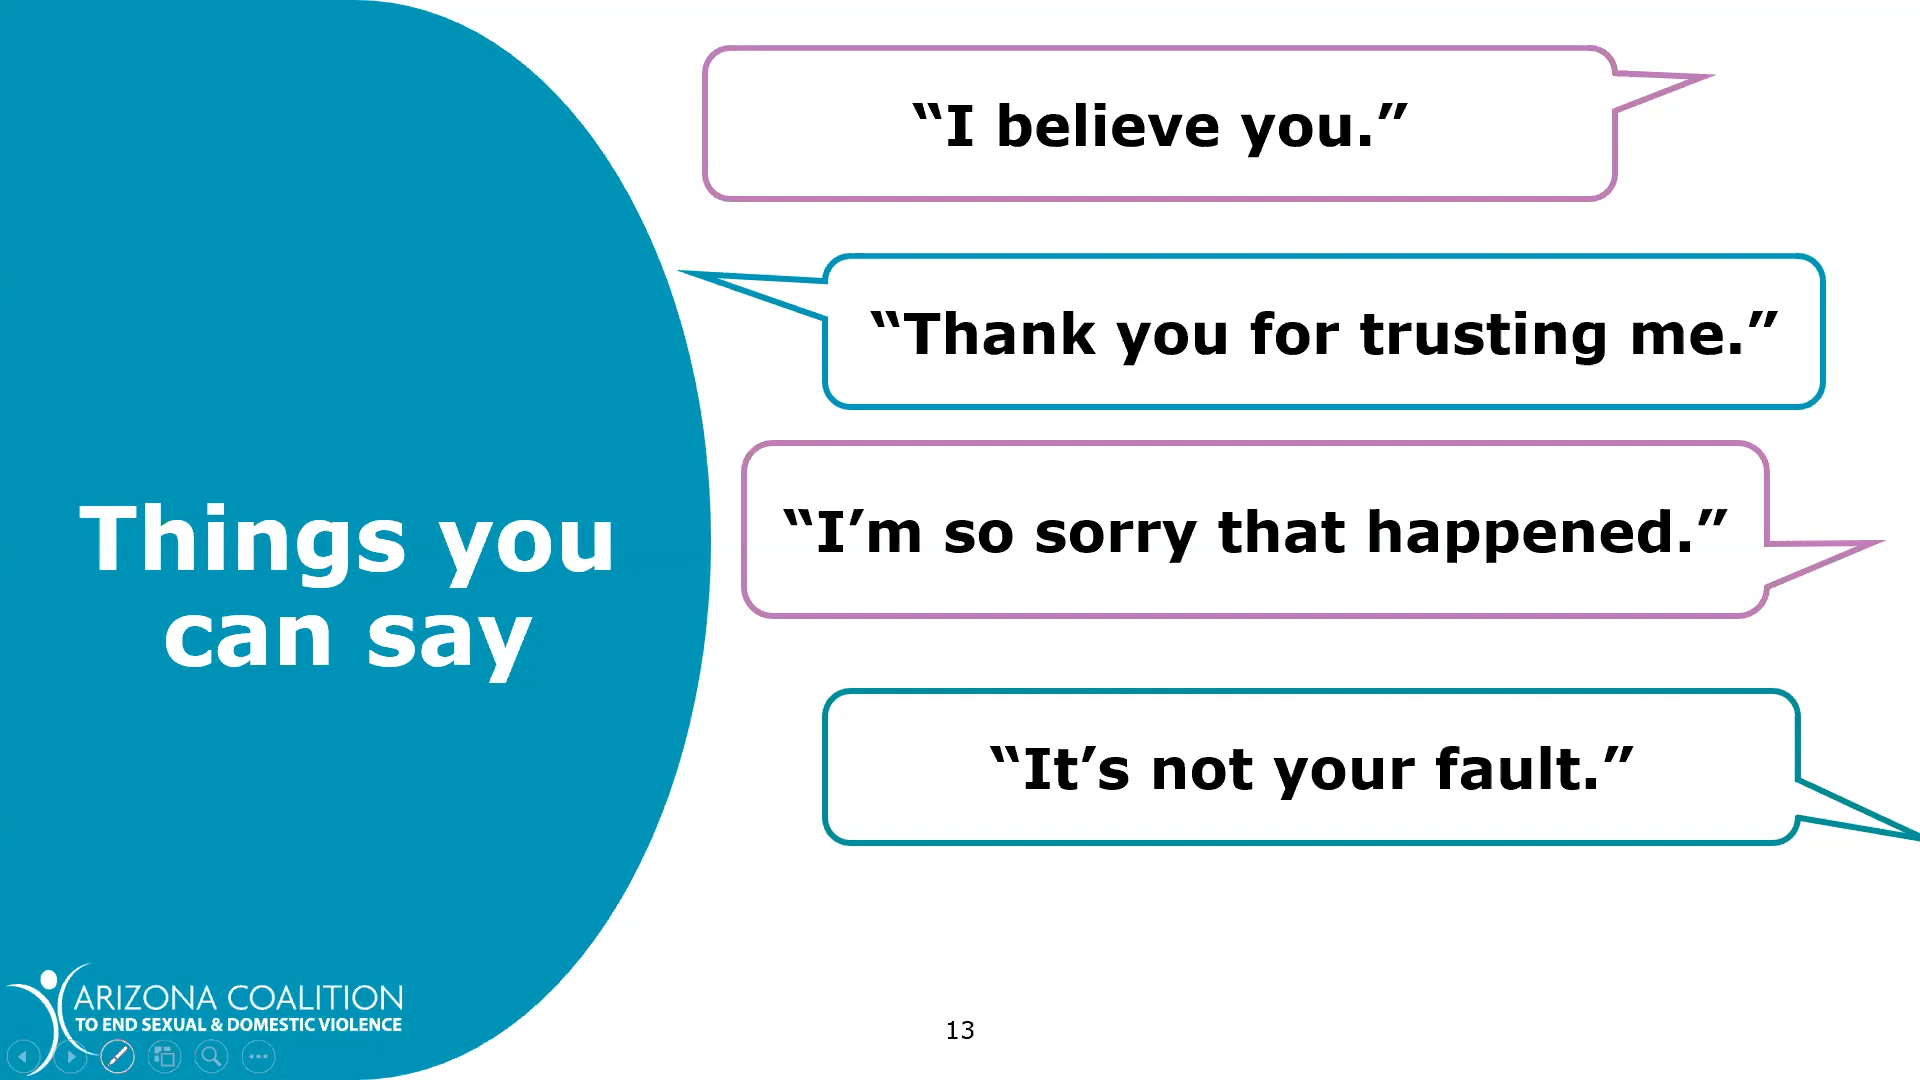 Things you
can say
“I believe you.”
“Thank you for trusting me.”
“I’m so sorry that happened.”
“It’s not your fault.”
ARIZONA COALITION
TO END SEXUAL & DOMESTIC VIOLENCE
13